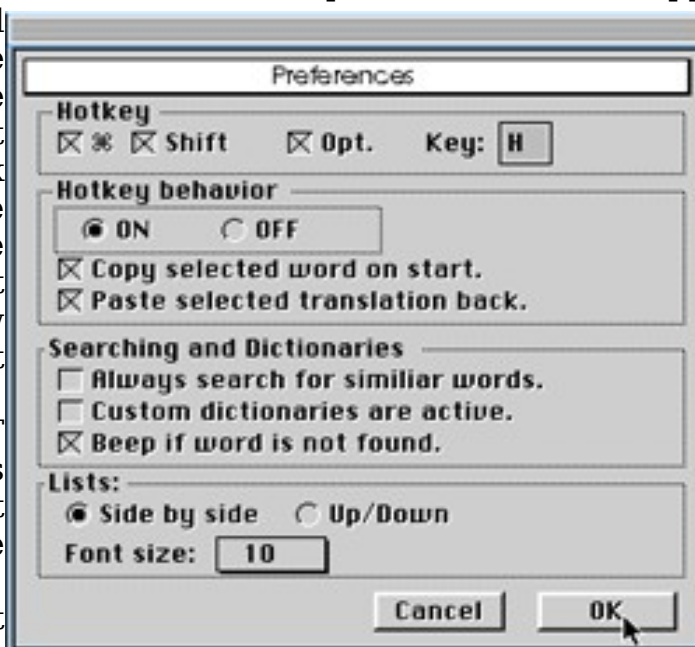 Preferences
Hotkey
⌘ Shift Opt. Key: H
Hotkey behavior
ON OFF
Copy selected word on start.
Paste selected translation back.
Searching and Dictionaries
Always search for similiar words.
Custom dictionaries are active.
Beep if word is not found.
Lists:
Side by side Up/Down
Font size: 10
Cancel OK